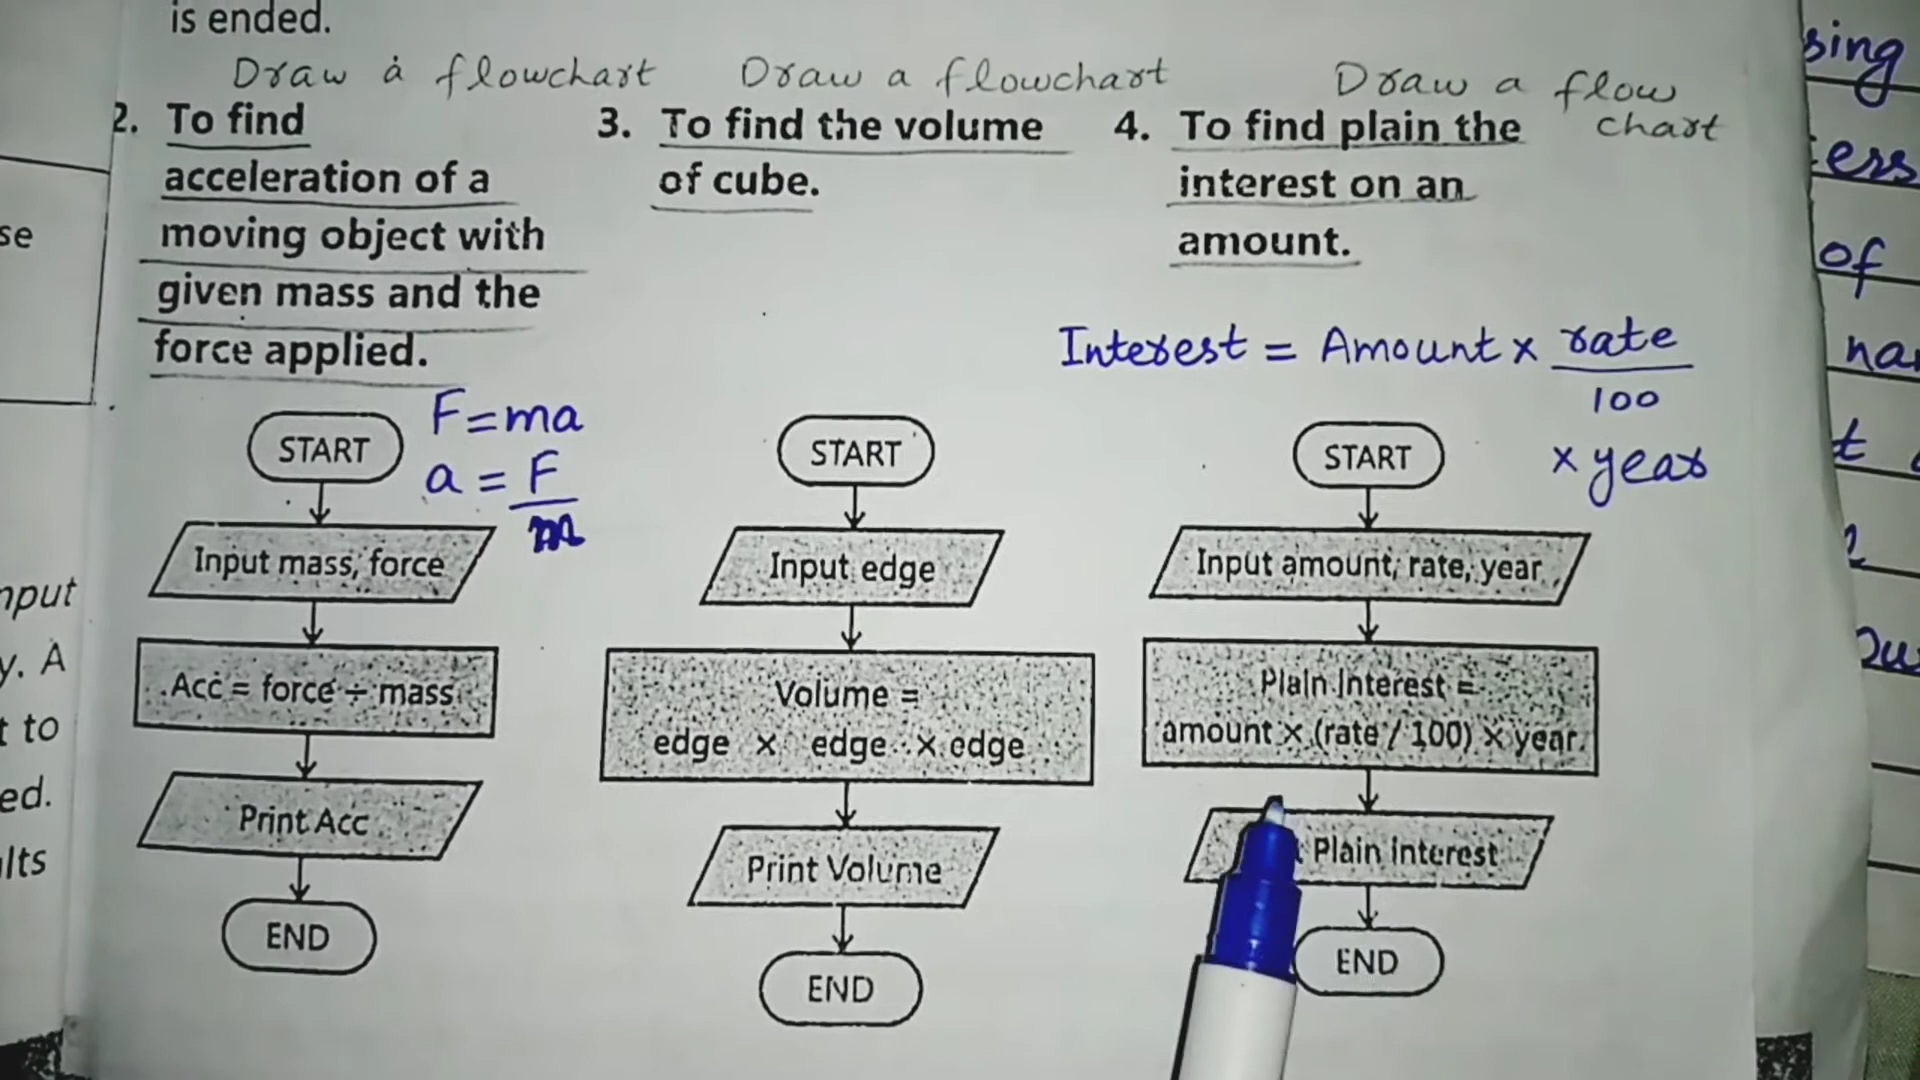 is ended.
Draw a flowchart
2. To find
acceleration of a
moving object with
given mass and the
force applied.
F=ma
a = F
m
START
Input mass, force
Acc = force ÷ mass
Print Acc
END
Draw a flowchart
3. To find the volume
of cube.
START
Input edge
Volume =
edge x edge x edge
Print Volume
END
Draw a flow
chart
4. To find plain the
interest on an
amount.
Interest = Amount x rate
100
x year
START
Input amount, rate, year
Plain Interest =
amount x (rate / 100) x year
Plain interest
END
se
nput
y. A
t to
ed.
ults
sing
ers
of
na
t